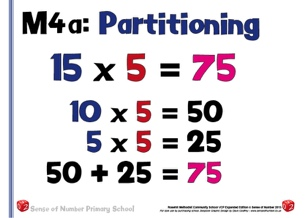 M4a: Partitioning
15 x 5 = 75
10 x 5 = 50
5 x 5 = 25
50 + 25 = 75
Sense of Number Primary School